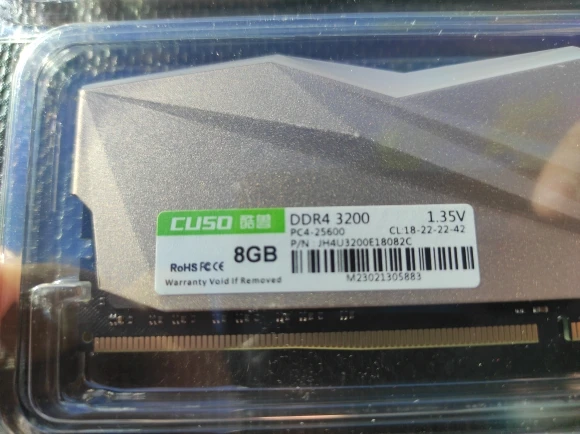 CUSO 酷兽
DDR4 3200 1.35V
PC4-25600 CL:18-22-22-42
P/N: JH4U3200E18082C
RoHS FC CE 8GB
M23021305883
Warranty Void If Removed